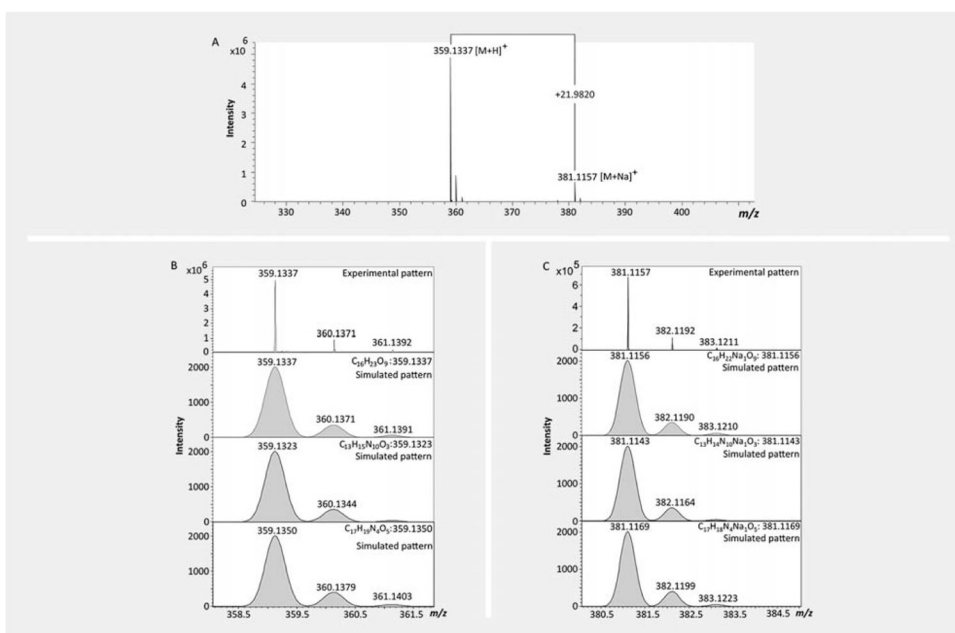 A
x10 6
359.1337 [M+H]+
+21.9820
381.1157 [M+Na]+
Intensity
4
3
2
1
0
330 340 350 360 370 380 390 400 m/z
B
x10 6
359.1337
Experimental pattern
5
4
3
2
1
0
360.1371
361.1392
C16H23O9:359.1337
Simulated pattern
2000
1000
0
359.1337
360.1371
361.1391
C13H15N10O3:359.1323
Simulated pattern
2000
1000
0
359.1323
360.1344
C17H19N4O5:359.1350
Simulated pattern
2000
1000
0
359.1350
360.1379
361.1403
Intensity
358.5 359.5 360.5 361.5 m/z
C
x10 5
381.1157
Experimental pattern
6
4
2
0
382.1192
383.1211
C16H22Na1O9: 381.1156
Simulated pattern
2000
1000
0
381.1156
382.1190
383.1210
C13H14N10Na1O3: 381.1143
Simulated pattern
2000
1000
0
381.1143
382.1164
C17H18N4Na1O5: 381.1169
Simulated pattern
2000
1000
0
381.1169
382.1199
383.1223
Intensity
380.5 381.5 382.5 383.5 384.5 m/z